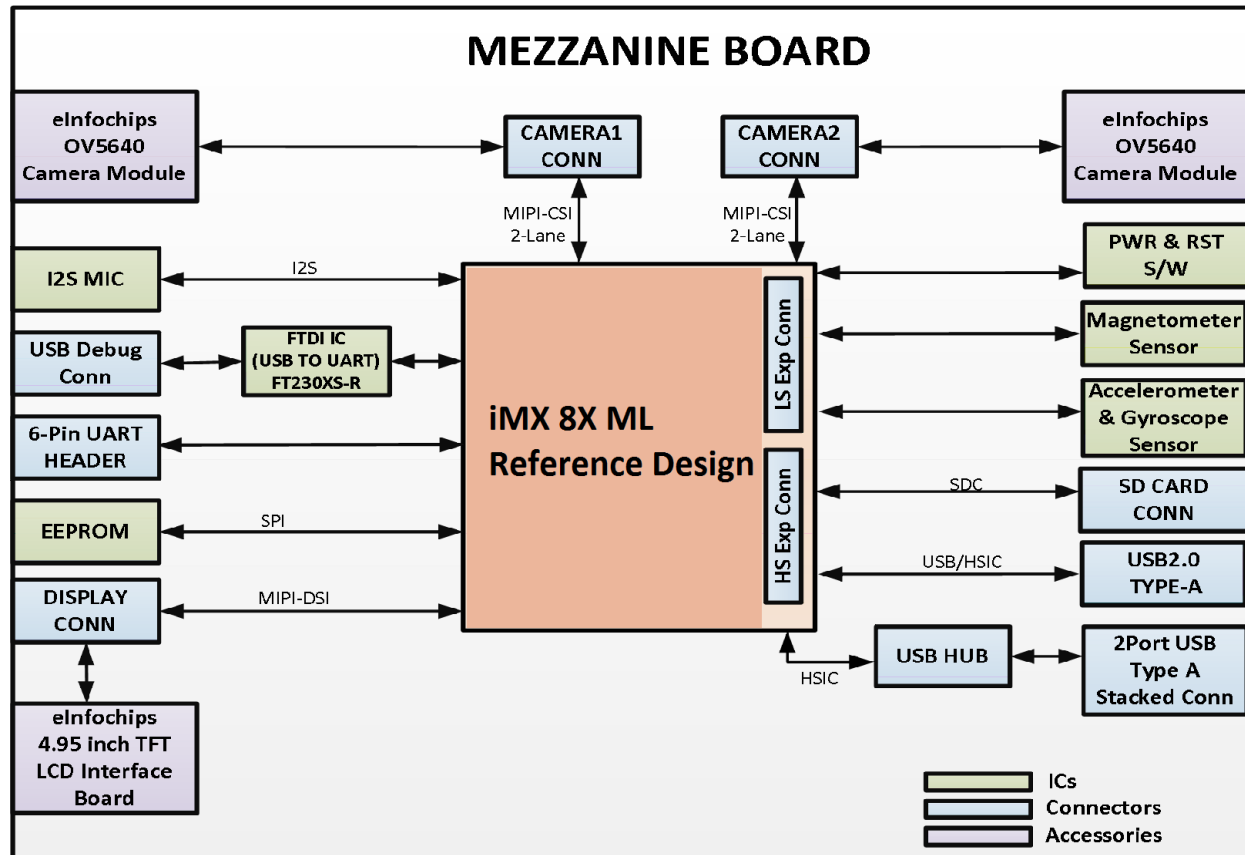 MEZZANINE BOARD
eInfochips
OV5640
Camera Module
CAMERA1
CONN
CAMERA2
CONN
eInfochips
OV5640
Camera Module
MIPI-CSI
2-Lane
MIPI-CSI
2-Lane
I2S MIC
I2S
USB Debug
Conn
FTDI IC
(USB TO UART)
FT230XS-R
6-Pin UART
HEADER
EEPROM
SPI
DISPLAY
CONN
MIPI-DSI
eInfochips
4.95 inch TFT
LCD Interface
Board
iMX 8X ML
Reference Design
LS Exp Conn
HS Exp Conn
PWR & RST
S/W
Magnetometer
Sensor
Accelerometer
& Gyroscope
Sensor
SDC
SD CARD
CONN
USB/HSIC
USB2.0
TYPE-A
HSIC
USB HUB
2Port USB
Type A
Stacked Conn
ICs
Connectors
Accessories